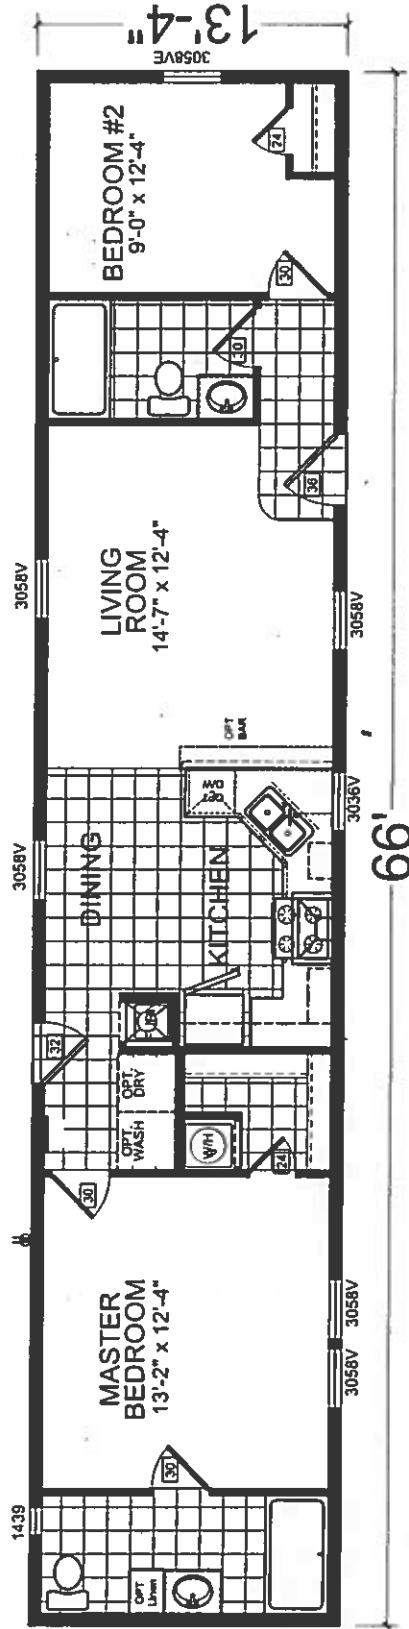 13'-4"
3058VE
BEDROOM #2
9'-0" x 12'-4"
24
30
30
36
3058V
LIVING
ROOM
14'-7" x 12'-4"
3058V
OPT
BAR
OPT
D/W
3036V
66'
3058V
DINING
KITCHEN
32
OPT.
DRY
OPT.
WASH
W/H
24
30
MASTER
BEDROOM
13'-2" x 12'-4"
3058V
3058V
30
1439
OPT
Linen